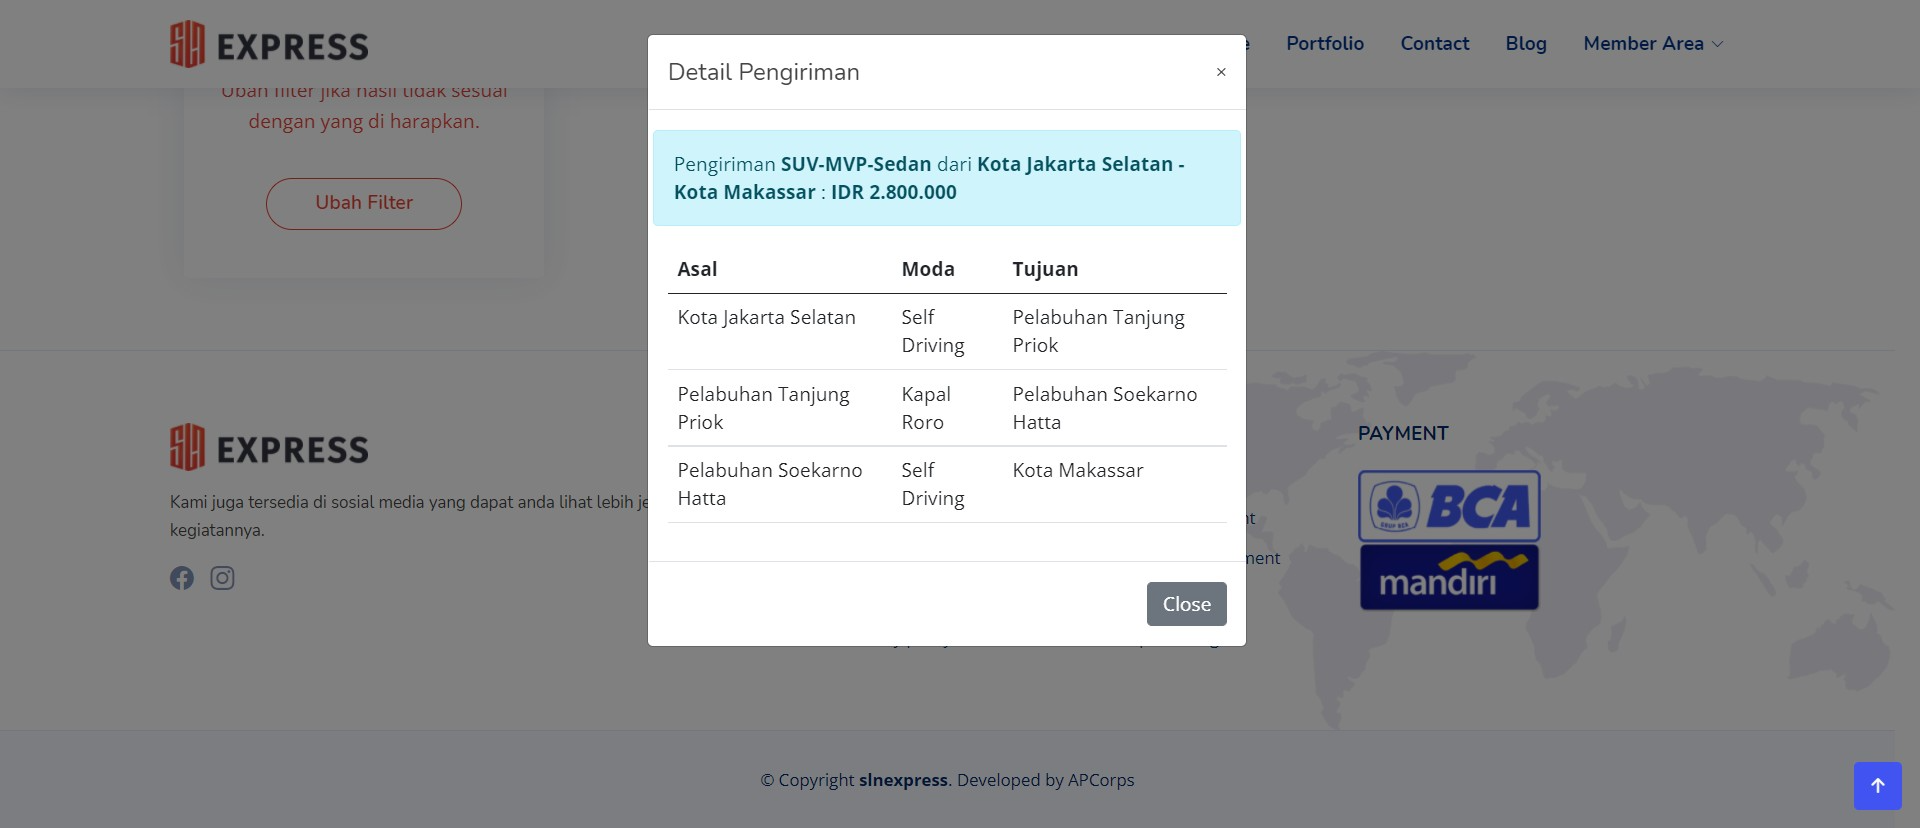 EXPRESS
Portfolio
Contact
Blog
Member Area
Ubah filter jika hasil tidak sesuai
dengan yang di harapkan.
Ubah Filter
Detail Pengiriman
×
Pengiriman SUV-MVP-Sedan dari Kota Jakarta Selatan -
Kota Makassar : IDR 2.800.000
Asal Moda Tujuan
Kota Jakarta Selatan Self Pelabuhan Tanjung
Driving Priok
Pelabuhan Tanjung Kapal Pelabuhan Soekarno
Priok Roro Hatta
Pelabuhan Soekarno Self Kota Makassar
Hatta Driving
Close
EXPRESS
Kami juga tersedia di sosial media yang dapat anda lihat lebih
kegiatannya.
PAYMENT
BCA
GRUP BCA
mandiri
© Copyright slnexpress. Developed by APCorps